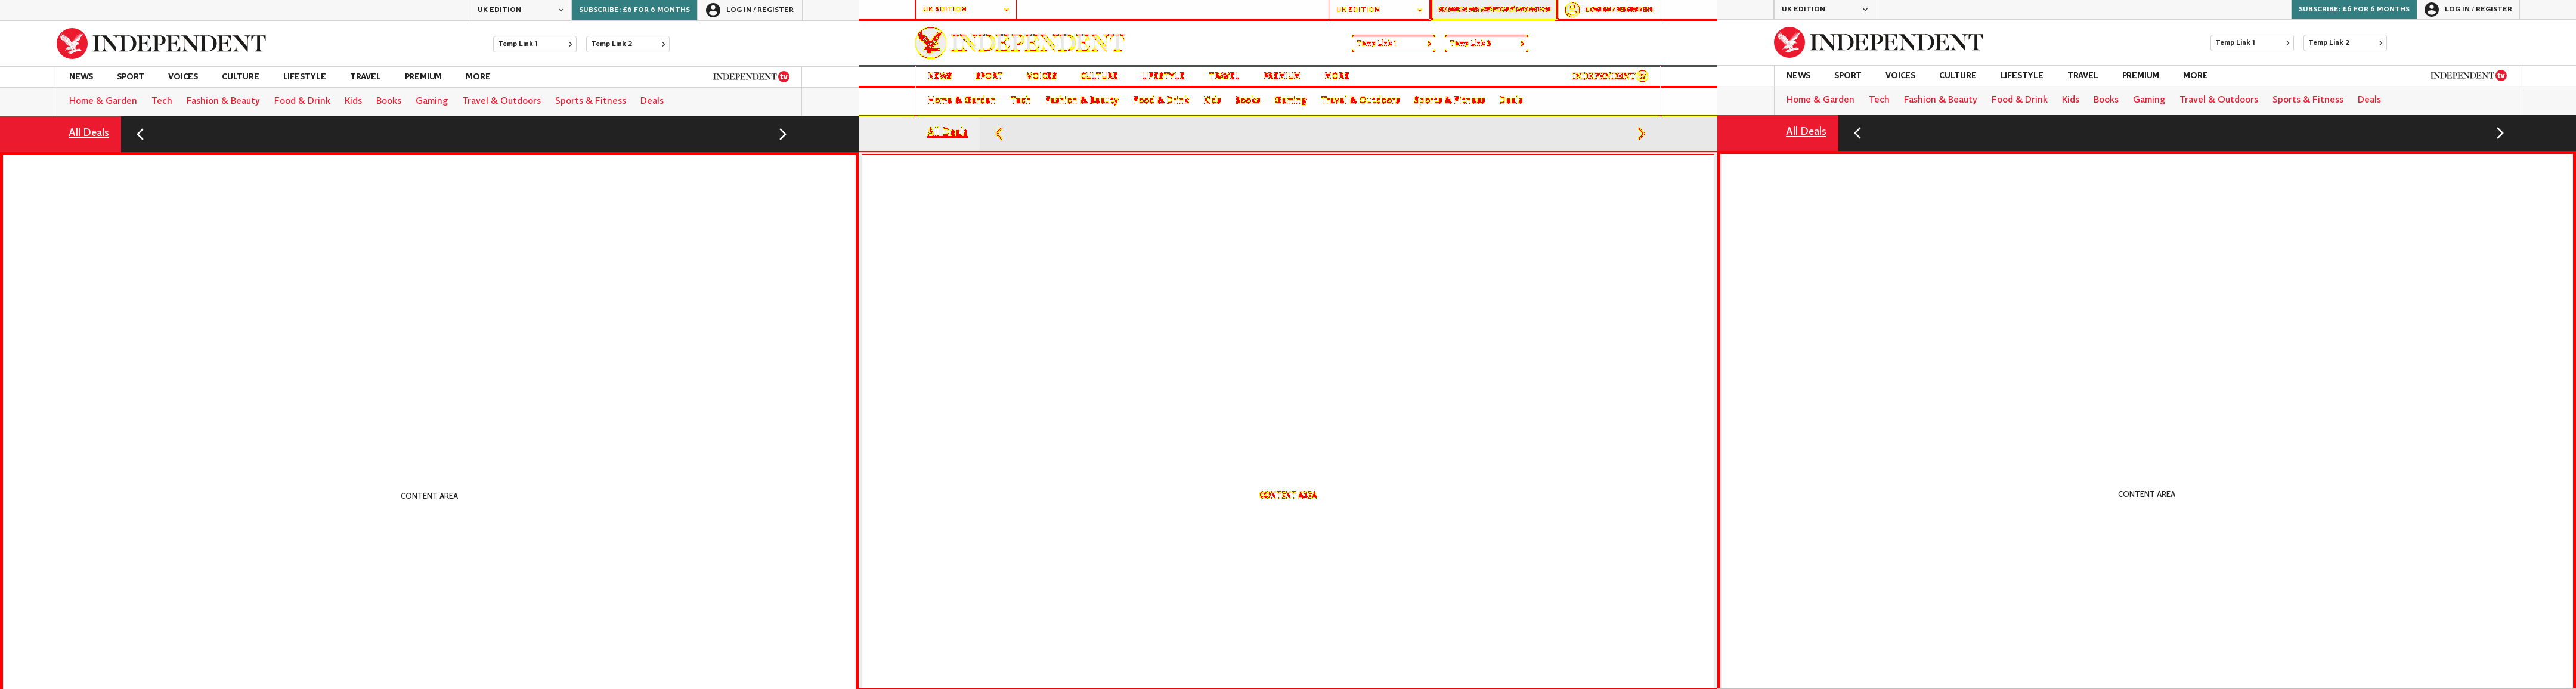 UK EDITION SUBSCRIBE: £6 FOR 6 MONTHS LOG IN / REGISTER
INDEPENDENT Temp Link 1 Temp Link 2
NEWS SPORT VOICES CULTURE LIFESTYLE TRAVEL PREMIUM MORE INDEPENDENT tv
Home & Garden Tech Fashion & Beauty Food & Drink Kids Books Gaming Travel & Outdoors Sports & Fitness Deals
All Deals
CONTENT AREA
UK EDITION UK EDITION LOG IN / REGISTER
INDEPENDENT Temp Link Temp Link
NEWS SPORT VOICES CULTURE LIFESTYLE TRAVEL PREMIUM MORE INDEPENDENT
Home & Garden Tech Fashion & Beauty Food & Drink Kids Books Gaming Travel & Outdoors Sports & Fitness Deals
All Deals
CONTENT AREA
UK EDITION SUBSCRIBE: £6 FOR 6 MONTHS LOG IN / REGISTER
INDEPENDENT Temp Link 1 Temp Link 2
NEWS SPORT VOICES CULTURE LIFESTYLE TRAVEL PREMIUM MORE INDEPENDENT tv
Home & Garden Tech Fashion & Beauty Food & Drink Kids Books Gaming Travel & Outdoors Sports & Fitness Deals
All Deals
CONTENT AREA